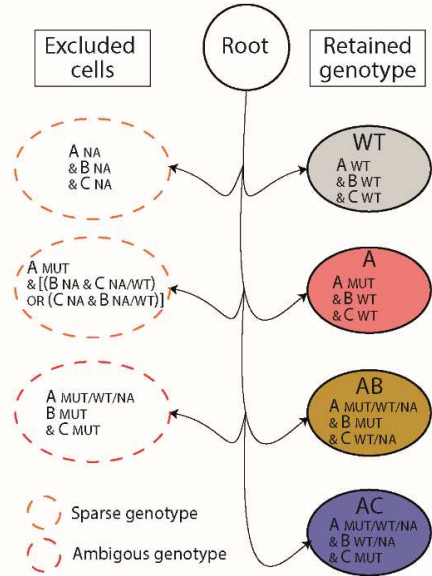 Excluded
cells
Root
Retained
genotype
A NA
& B NA
& C NA
WT
A WT
& B WT
& C WT
A MUT
& [(B NA & C NA/WT)
OR (C NA & B NA/WT)]
A
A MUT
& B WT
& C WT
A MUT/WT/NA
B MUT
& C MUT
AB
A MUT/WT/NA
& B MUT
& C WT/NA
AC
A MUT/WT/NA
& B WT/NA
& C MUT
Sparse genotype
Ambigous genotype